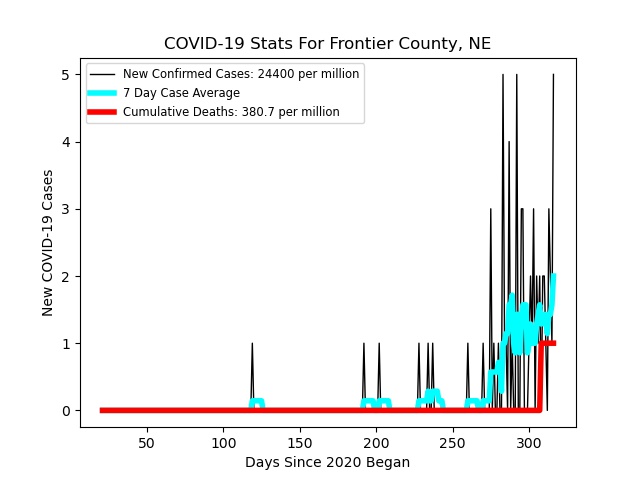 COVID-19 Stats For Frontier County, NE
New Confirmed Cases: 24400 per million
7 Day Case Average
Cumulative Deaths: 380.7 per million
New COVID-19 Cases
5
4
3
2
1
0
50 100 150 200 250 300
Days Since 2020 Began